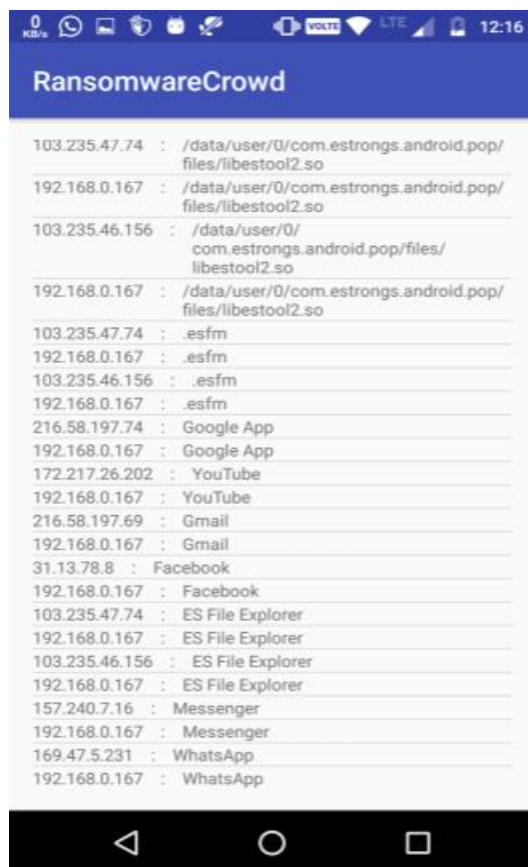 0
KB/s
VOLTE
LTE
12:16
RansomwareCrowd
103.235.47.74 : /data/user/0/com.estrongs.android.pop/
files/libestool2.so
192.168.0.167 : /data/user/0/com.estrongs.android.pop/
files/libestool2.so
103.235.46.156 : /data/user/0/
com.estrongs.android.pop/files/
libestool2.so
192.168.0.167 : /data/user/0/com.estrongs.android.pop/
files/libestool2.so
103.235.47.74 : .esfm
192.168.0.167 : .esfm
103.235.46.156 : .esfm
192.168.0.167 : .esfm
216.58.197.74 : Google App
192.168.0.167 : Google App
172.217.26.202 : YouTube
192.168.0.167 : YouTube
216.58.197.69 : Gmail
192.168.0.167 : Gmail
31.13.78.8 : Facebook
192.168.0.167 : Facebook
103.235.47.74 : ES File Explorer
192.168.0.167 : ES File Explorer
103.235.46.156 : ES File Explorer
192.168.0.167 : ES File Explorer
157.240.7.16 : Messenger
192.168.0.167 : Messenger
169.47.5.231 : WhatsApp
192.168.0.167 : WhatsApp